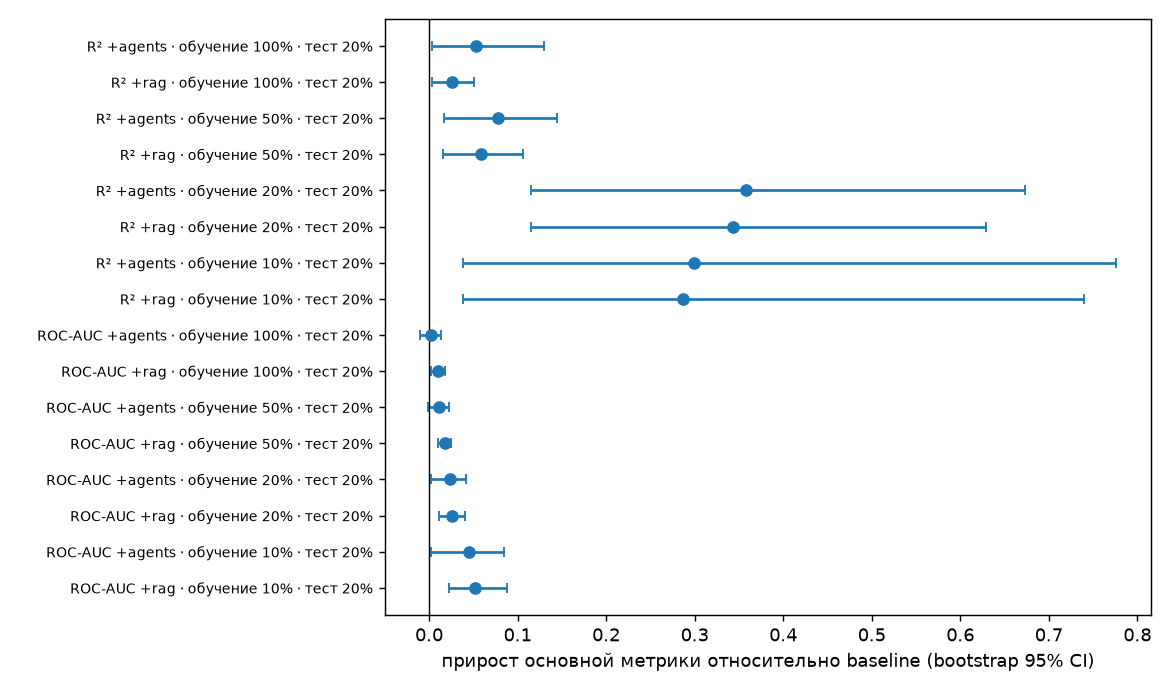 R² +agents · обучение 100% · тест 20%
R² +rag · обучение 100% · тест 20%
R² +agents · обучение 50% · тест 20%
R² +rag · обучение 50% · тест 20%
R² +agents · обучение 20% · тест 20%
R² +rag · обучение 20% · тест 20%
R² +agents · обучение 10% · тест 20%
R² +rag · обучение 10% · тест 20%
ROC-AUC +agents · обучение 100% · тест 20%
ROC-AUC +rag · обучение 100% · тест 20%
ROC-AUC +agents · обучение 50% · тест 20%
ROC-AUC +rag · обучение 50% · тест 20%
ROC-AUC +agents · обучение 20% · тест 20%
ROC-AUC +rag · обучение 20% · тест 20%
ROC-AUC +agents · обучение 10% · тест 20%
ROC-AUC +rag · обучение 10% · тест 20%
0.0 0.1 0.2 0.3 0.4 0.5 0.6 0.7 0.8
прирост основной метрики относительно baseline (bootstrap 95% CI)